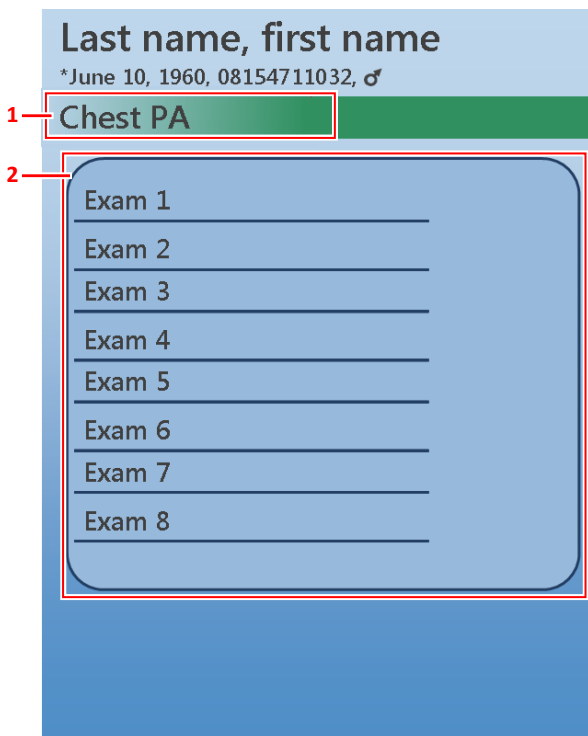 Last name, first name
*June 10, 1960, 08154711032, ♂
1
Chest PA
2
Exam 1
Exam 2
Exam 3
Exam 4
Exam 5
Exam 6
Exam 7
Exam 8